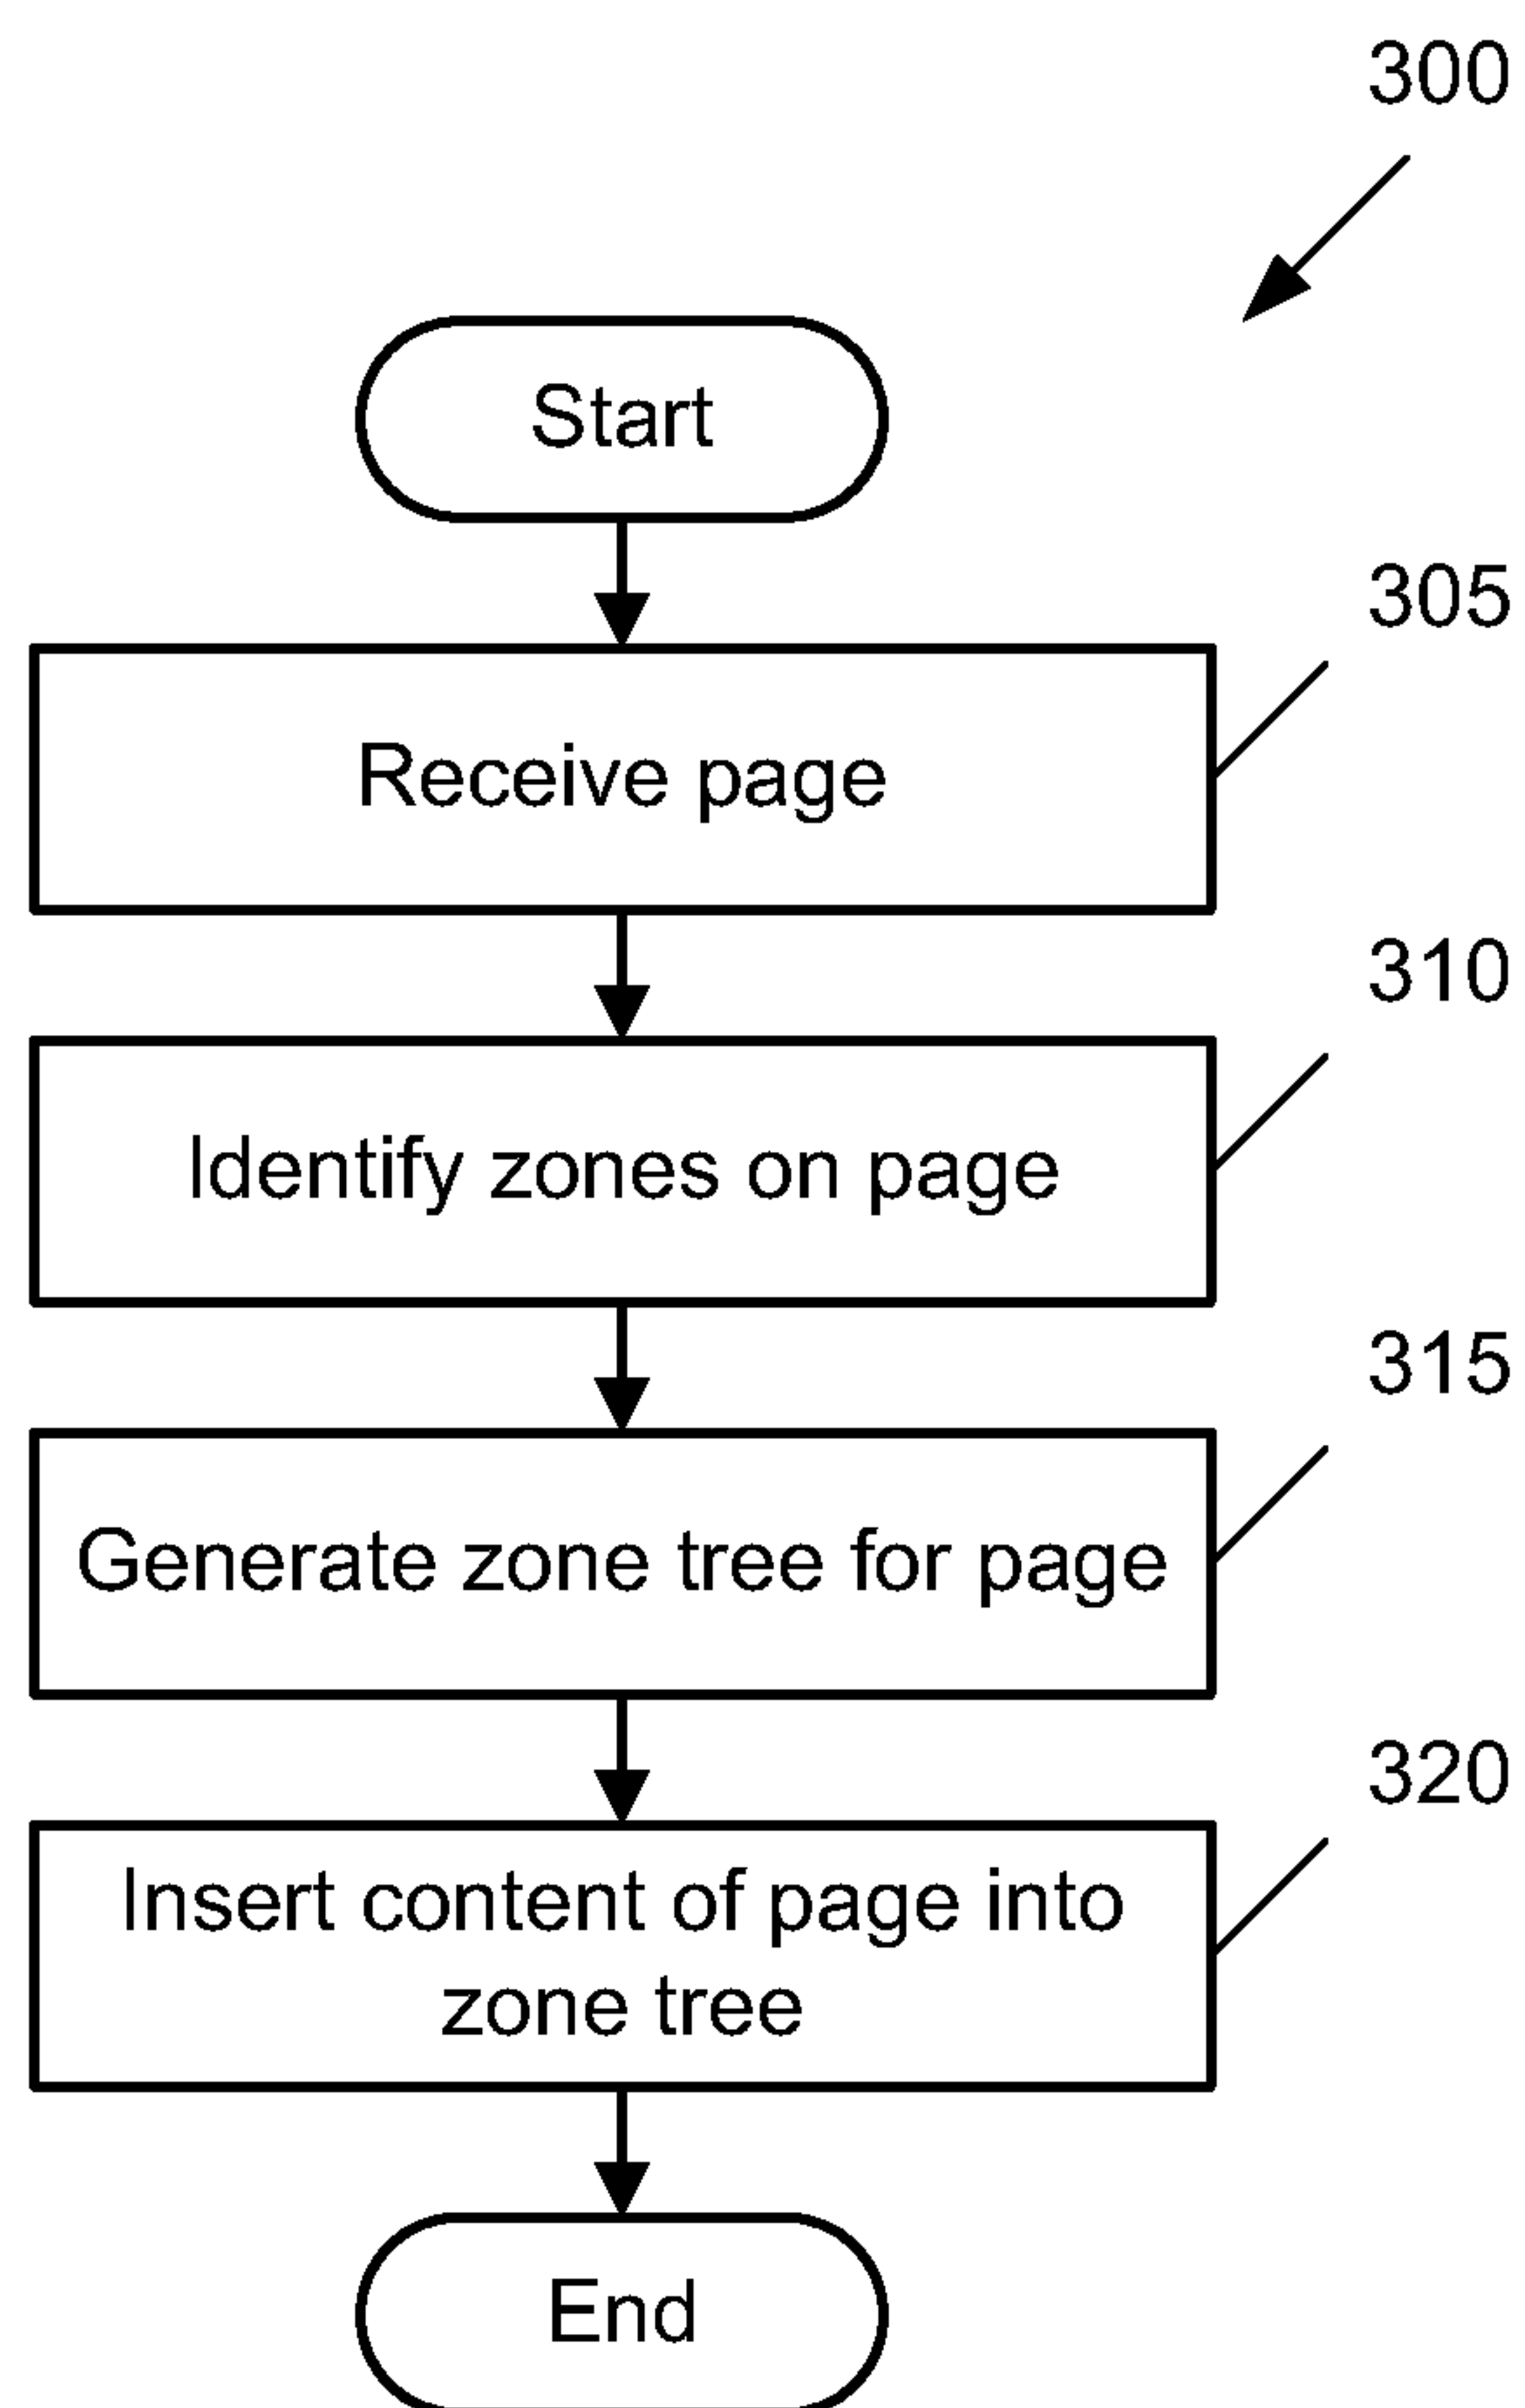 300
Start
305
Receive page
310
Identify zones on page
315
Generate zone tree for page
320
Insert content of page into
zone tree
End